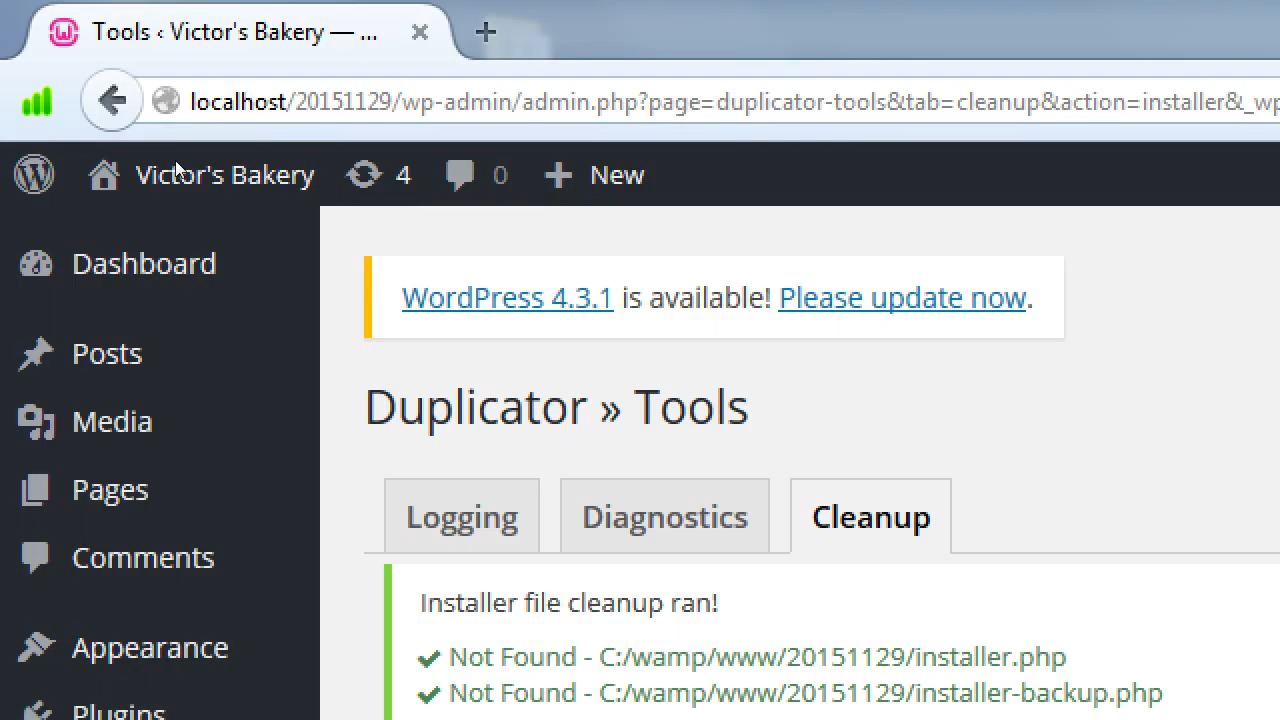 Tools ‹ Victor's Bakery — ...
localhost/20151129/wp-admin/admin.php?page=duplicator-tools&tab=cleanup&action=installer&_wp
Victor's Bakery 4 0 New
Dashboard
Posts
Media
Pages
Comments
Appearance
Plugins
WordPress 4.3.1 is available! Please update now.
Duplicator » Tools
Logging Diagnostics Cleanup
Installer file cleanup ran!
Not Found - C:/wamp/www/20151129/installer.php
Not Found - C:/wamp/www/20151129/installer-backup.php